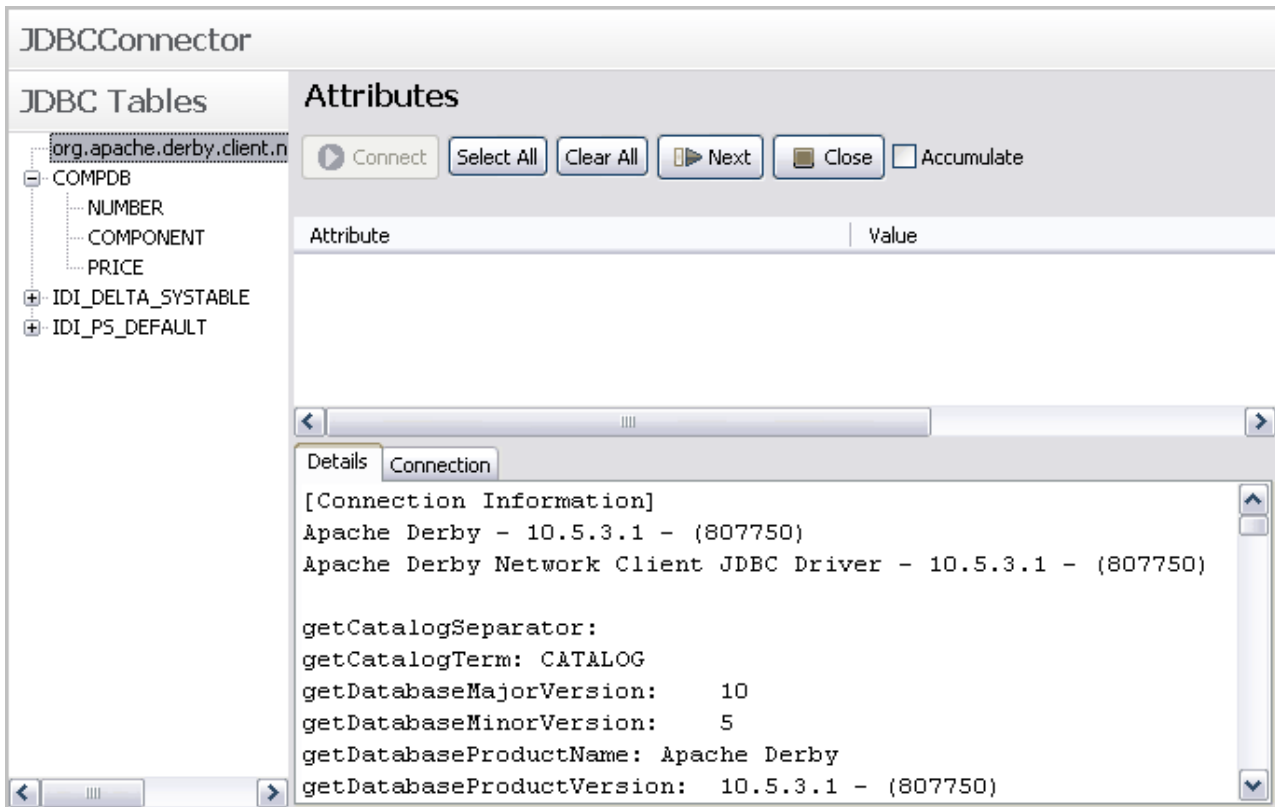 JDBCConnector
JDBC Tables
org.apache.derby.client.n
COMPDB
NUMBER
COMPONENT
PRICE
IDI_DELTA_SYSTABLE
IDI_PS_DEFAULT
Attributes
Connect Select All Clear All Next Close Accumulate
Attribute Value
Details Connection
[Connection Information]
Apache Derby - 10.5.3.1 - (807750)
Apache Derby Network Client JDBC Driver - 10.5.3.1 - (807750)
getCatalogSeparator:
getCatalogTerm: CATALOG
getDatabaseMajorVersion: 10
getDatabaseMinorVersion: 5
getDatabaseProductName: Apache Derby
getDatabaseProductVersion: 10.5.3.1 - (807750)